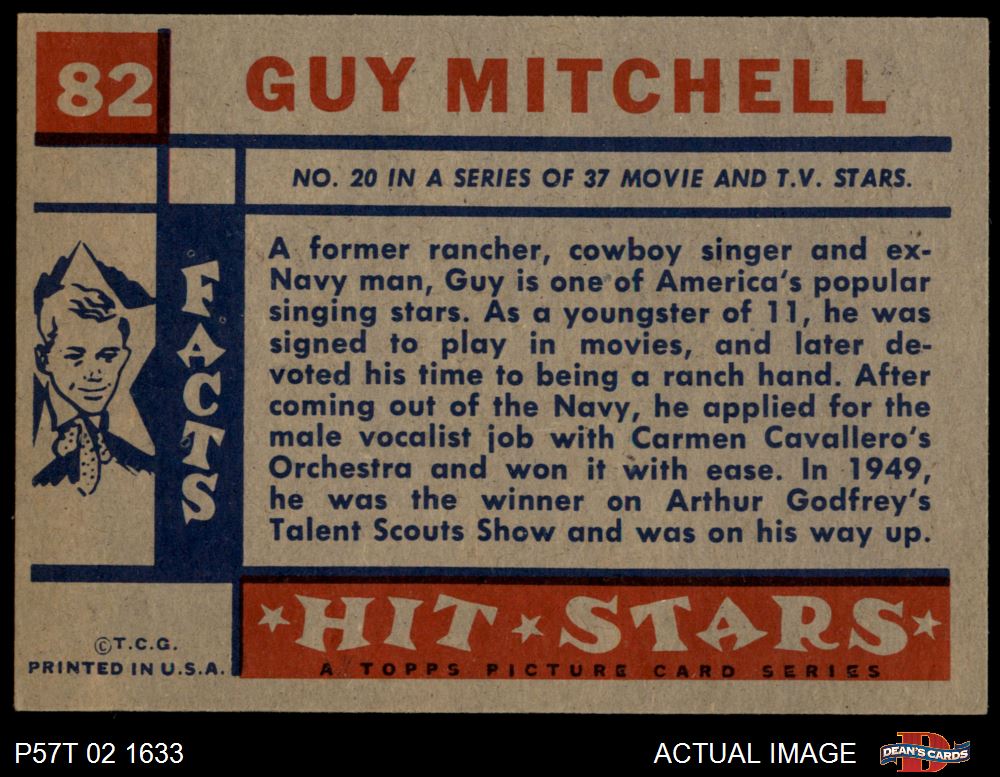 82
GUY MITCHELL
NO. 20 IN A SERIES OF 37 MOVIE AND T.V. STARS.
FACTS
A former rancher, cowboy singer and ex-
Navy man, Guy is one of America's popular
singing stars. As a youngster of 11, he was
signed to play in movies, and later de-
voted his time to being a ranch hand. After
coming out of the Navy, he applied for the
male vocalist job with Carmen Cavallero's
Orchestra and won it with ease. In 1949,
he was the winner on Arthur Godfrey's
Talent Scouts Show and was on his way up.
HIT STARS
A TOPPS PICTURE CARD SERIES
©T.C.G.
PRINTED IN U.S.A.
P57T 02 1633
ACTUAL IMAGE
D
DEAN'S CARDS